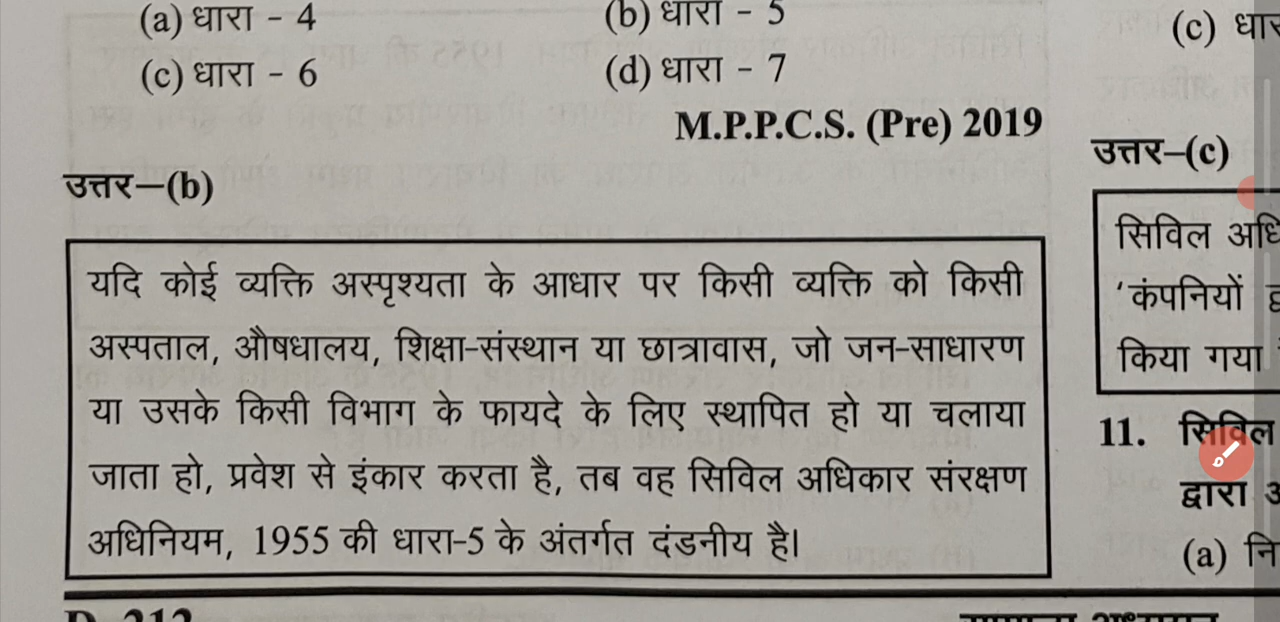 (a) धारा - 4 (b) धारा - 5
(c) धारा - 6 (d) धारा - 7
M.P.P.C.S. (Pre) 2019
उत्तर–(b)
यदि कोई व्यक्ति अस्पृश्यता के आधार पर किसी व्यक्ति को किसी
अस्पताल, औषधालय, शिक्षा-संस्थान या छात्रावास, जो जन-साधारण
या उसके किसी विभाग के फायदे के लिए स्थापित हो या चलाया
जाता हो, प्रवेश से इंकार करता है, तब वह सिविल अधिकार संरक्षण
अधिनियम, 1955 की धारा-5 के अंतर्गत दंडनीय है।
(c)
उत्तर–(c)
सिविल
'कंपनियों
किया गया
11. सिविल
द्वारा
(a)